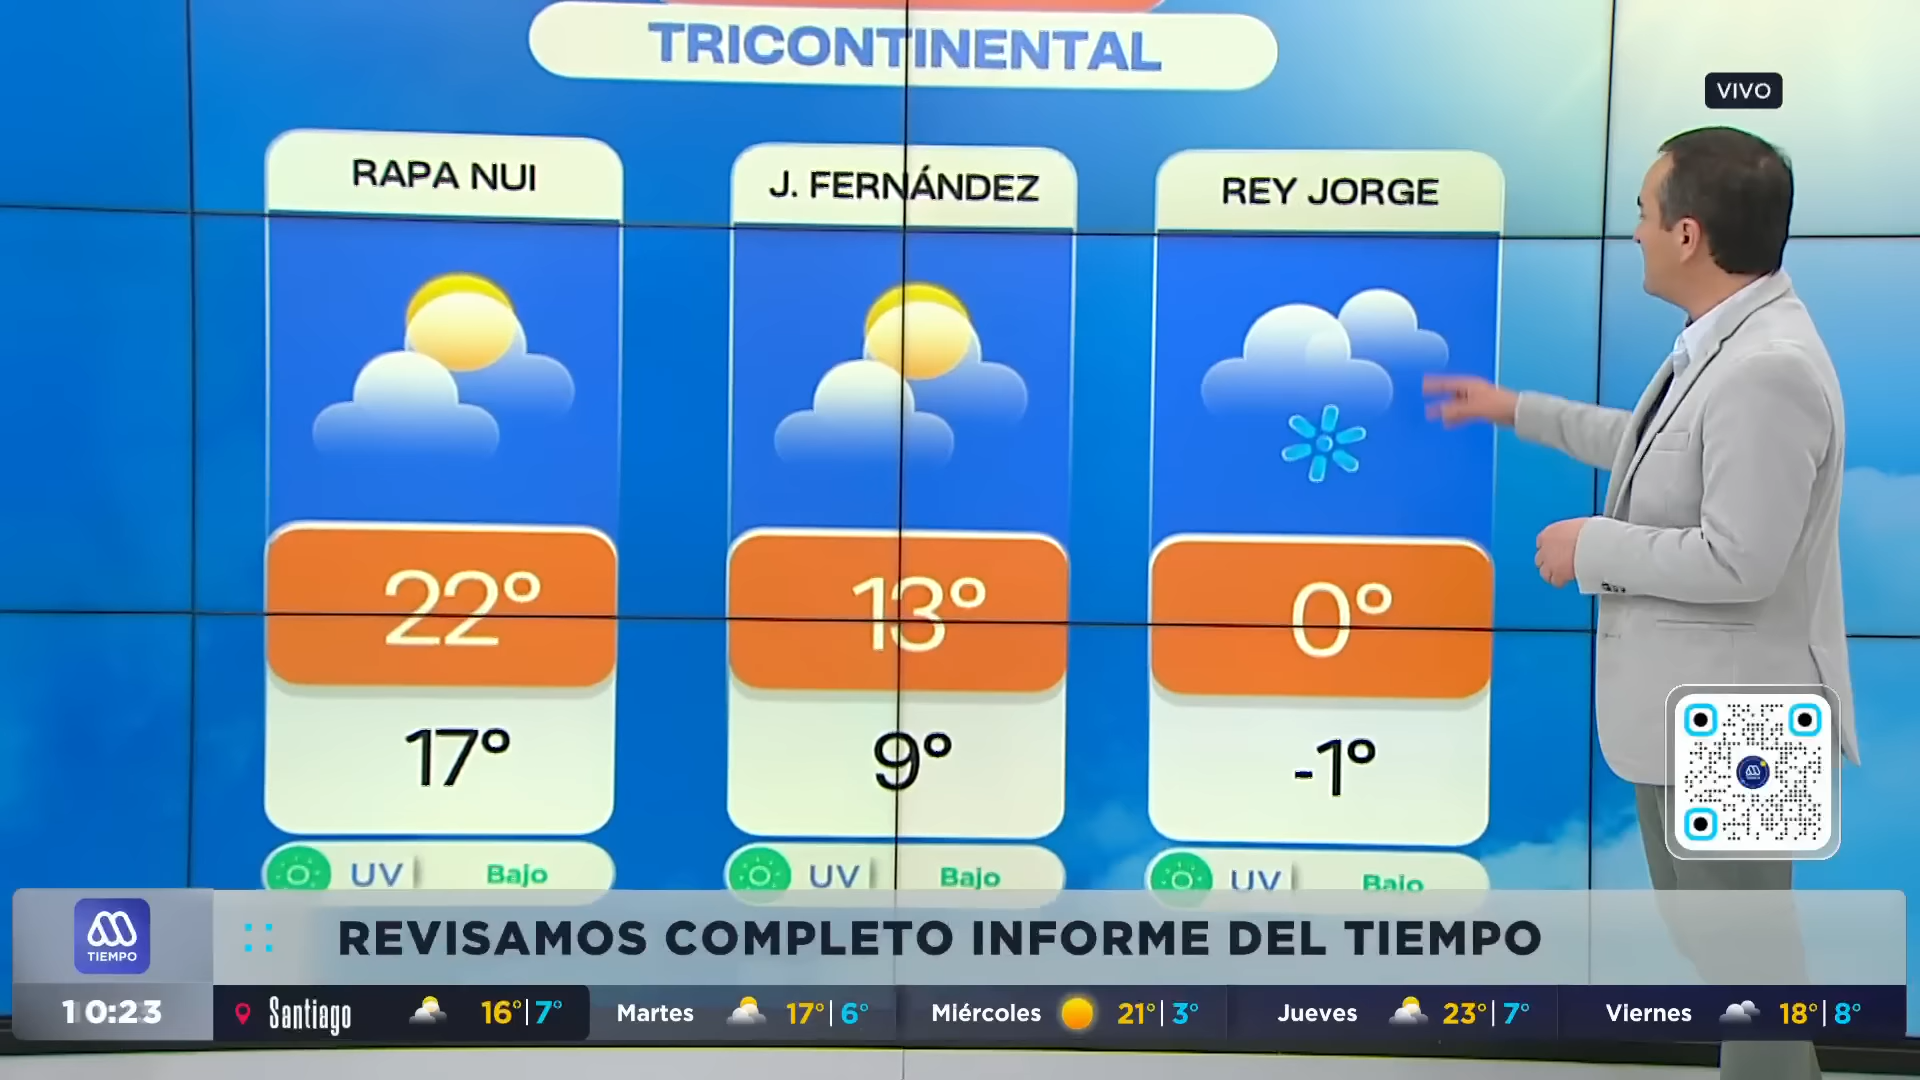 TRICONTINENTAL
VIVO
RAPA NUI
J. FERNÁNDEZ
REY JORGE
22°
13°
0°
17°
9°
-1°
UV Bajo
UV Bajo
UV Bajo
REVISAMOS COMPLETO INFORME DEL TIEMPO
TIEMPO
10:23
Santiago 16°|7°
Martes 17°|6°
Miércoles 21°|3°
Jueves 23°|7°
Viernes 18°|8°